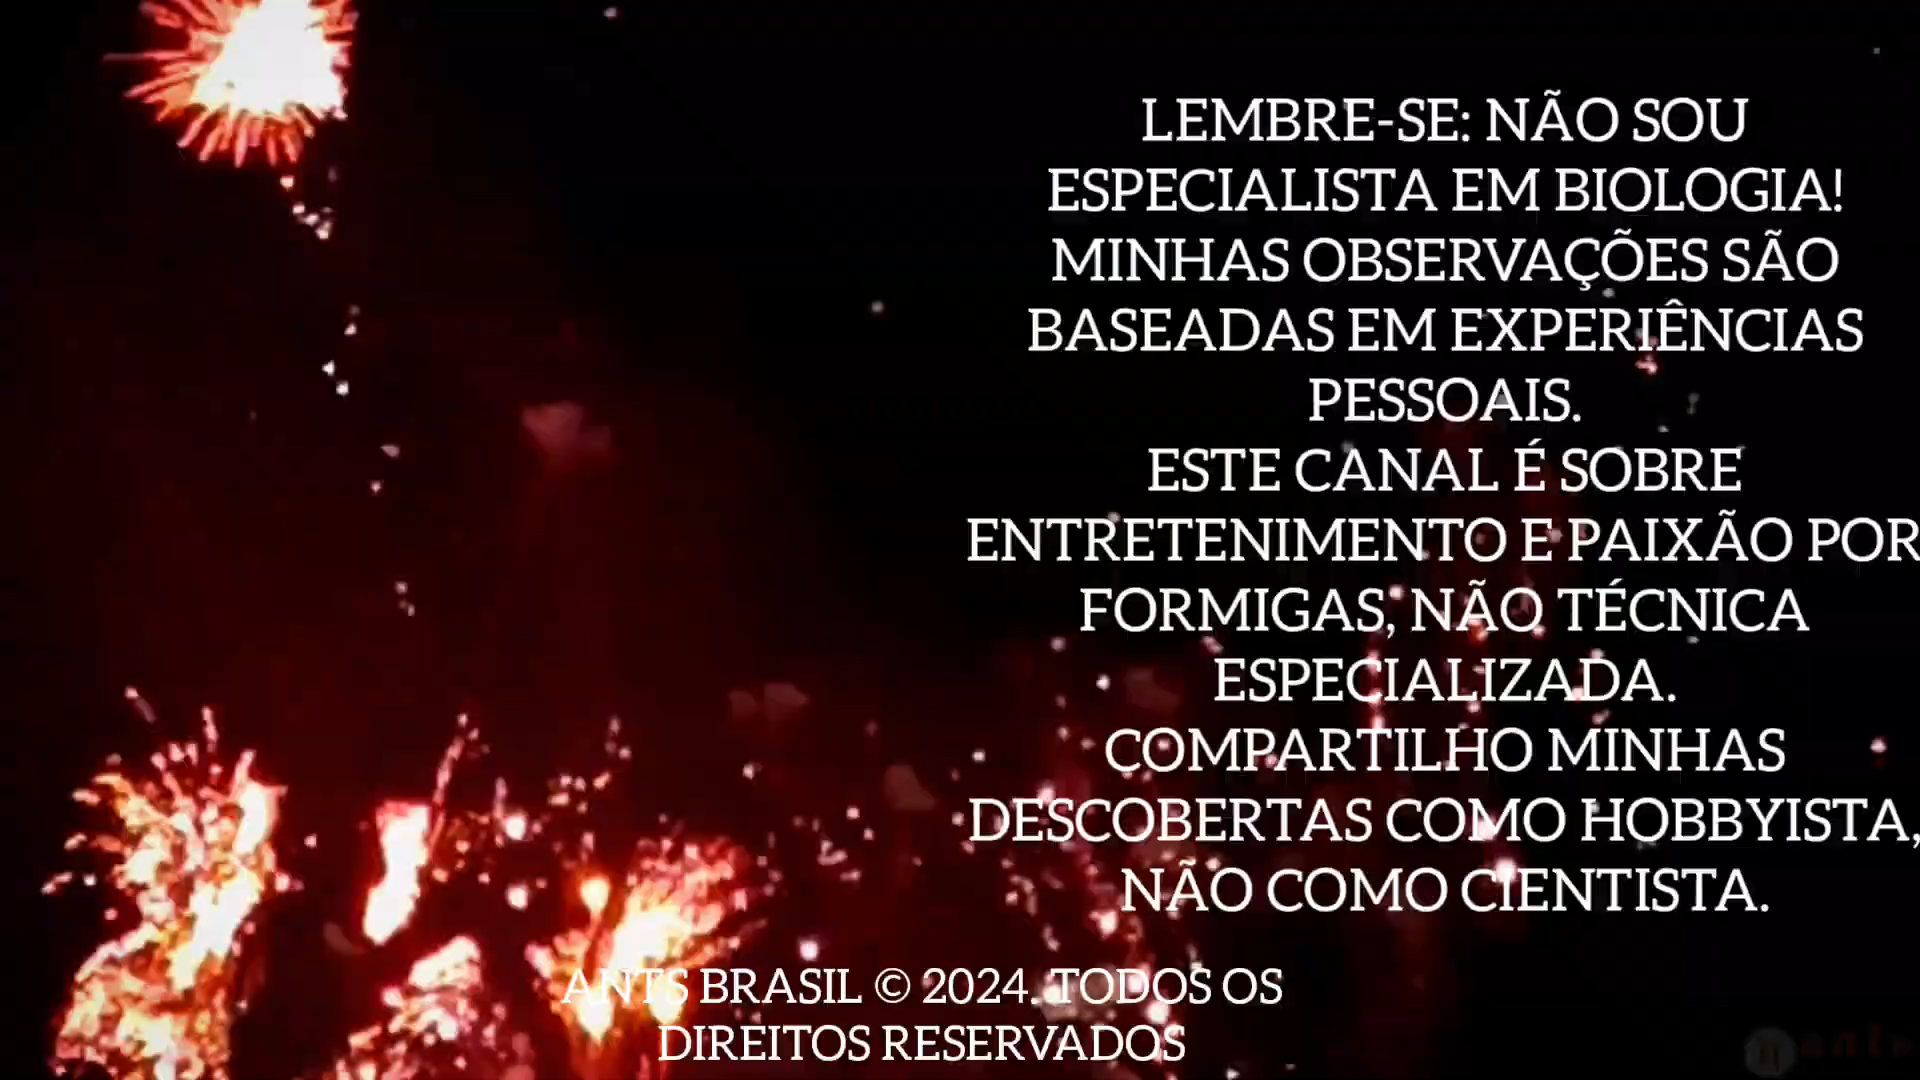 LEMBRE-SE: NÃO SOU
ESPECIALISTA EM BIOLOGIA!
MINHAS OBSERVAÇÕES SÃO
BASEADAS EM EXPERIÊNCIAS
PESSOAIS.
ESTE CANAL É SOBRE
ENTRETENIMENTO E PAIXÃO POR
FORMIGAS, NÃO TÉCNICA
ESPECIALIZADA.
COMPARTILHO MINHAS
DESCOBERTAS COMO HOBBYISTA,
NÃO COMO CIENTISTA.
ANTS BRASIL © 2024. TODOS OS
DIREITOS RESERVADOS